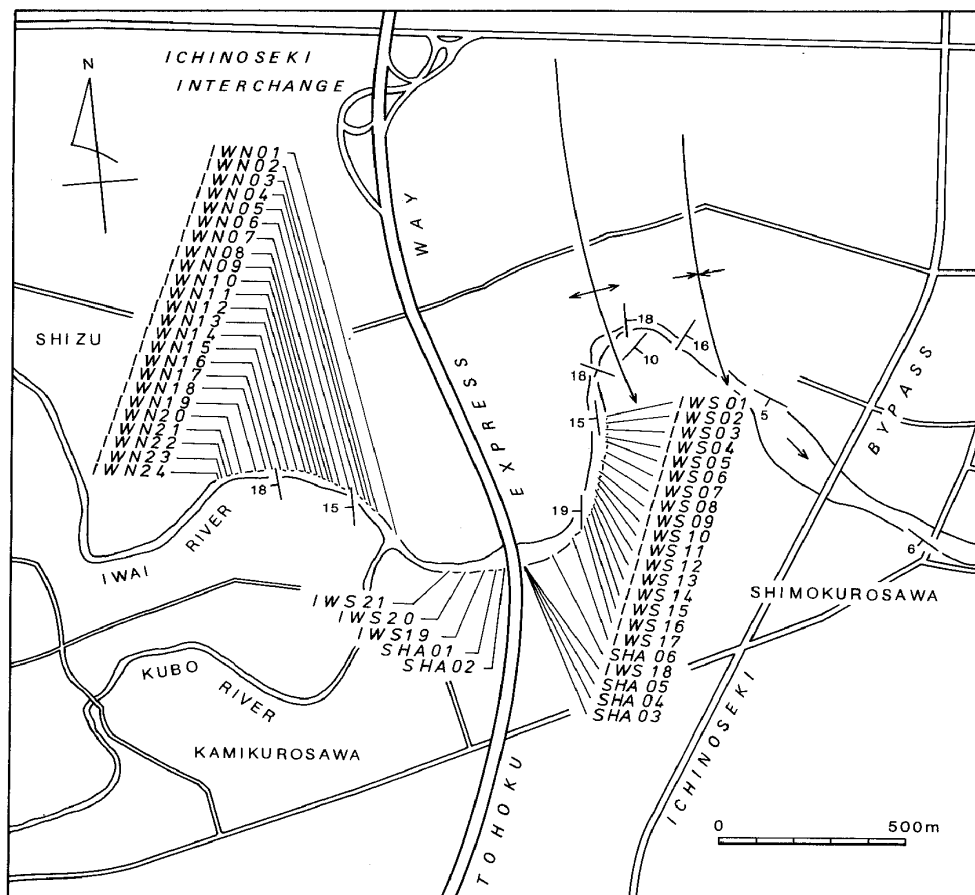 ICHINOSEKI
INTERCHANGE
N
IWN01
IWN02
IWN03
IWN04
IWN05
IWN06
IWN07
IWN08
IWN09
IWN10
IWN11
IWN12
IWN13
IWN14
IWN15
IWN16
IWN17
IWN18
IWN19
IWN20
IWN21
IWN22
IWN23
IWN24
SHIZU
18
15
IWAI
RIVER
TOHOKU EXPRESS WAY
18
10
16
18
15
19
5
6
IWS01
IWS02
IWS03
IWS04
IWS05
IWS06
IWS07
IWS08
IWS09
IWS10
IWS11
IWS12
IWS13
IWS14
IWS15
IWS16
IWS17
SHA06
IWS18
SHA05
SHA04
SHA03
IWS21
IWS20
IWS19
SHA01
SHA02
KUBO
RIVER
KAMIKUROSAWA
SHIMOKUROSAWA
ICHINOSEKI BYPASS
0 500m